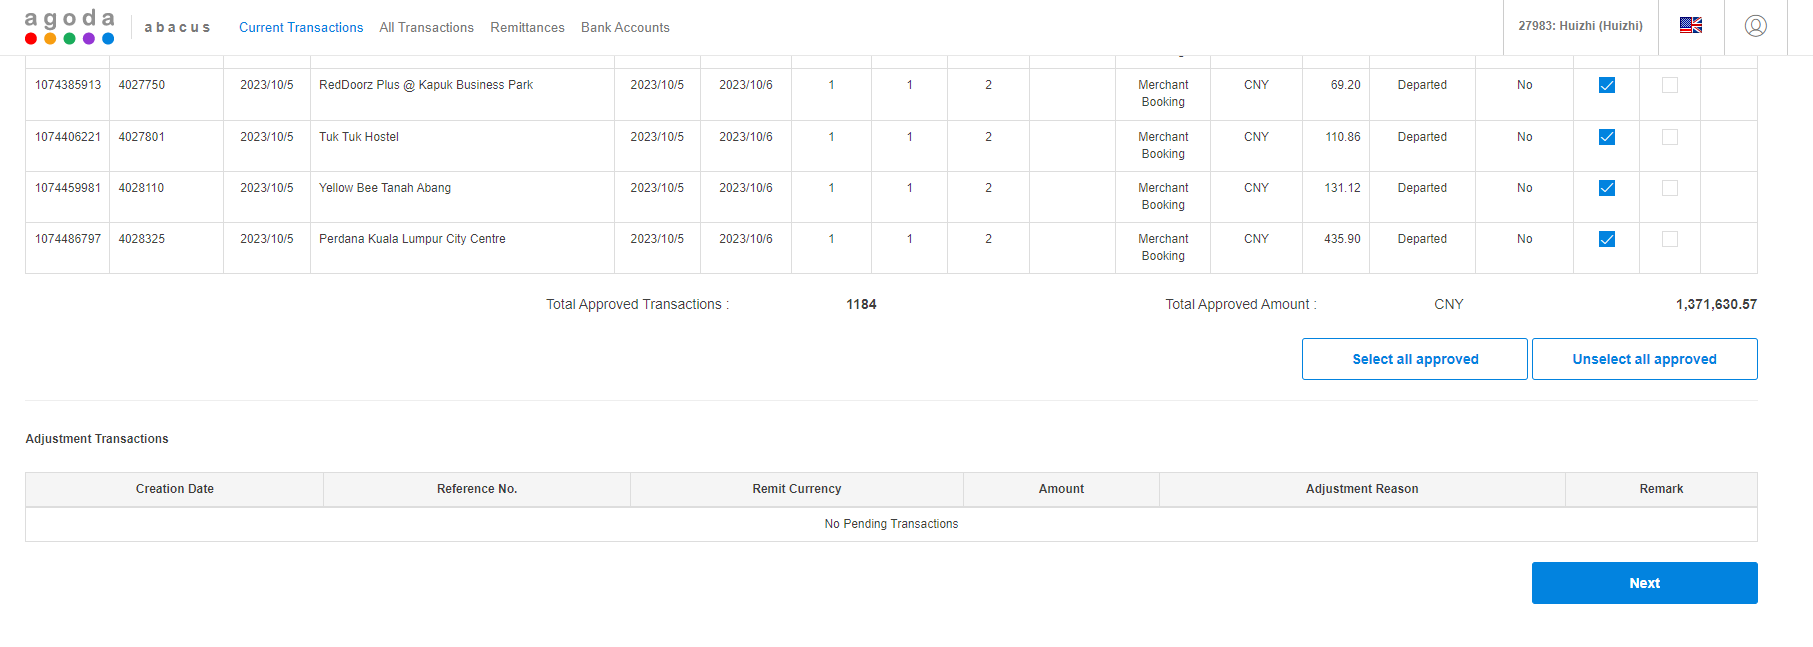 agoda abacus Current Transactions All Transactions Remittances Bank Accounts 27983: Huizhi (Huizhi)
1074385913 4027750 2023/10/5 RedDoorz Plus @ Kapuk Business Park 2023/10/5 2023/10/6 1 1 2 Merchant Booking CNY 69.20 Departed No
1074406221 4027801 2023/10/5 Tuk Tuk Hostel 2023/10/5 2023/10/6 1 1 2 Merchant Booking CNY 110.86 Departed No
1074459981 4028110 2023/10/5 Yellow Bee Tanah Abang 2023/10/5 2023/10/6 1 1 2 Merchant Booking CNY 131.12 Departed No
1074486797 4028325 2023/10/5 Perdana Kuala Lumpur City Centre 2023/10/5 2023/10/6 1 1 2 Merchant Booking CNY 435.90 Departed No
Total Approved Transactions : 1184 Total Approved Amount : CNY 1,371,630.57
Select all approved Unselect all approved
Adjustment Transactions
Creation Date Reference No. Remit Currency Amount Adjustment Reason Remark
No Pending Transactions
Next